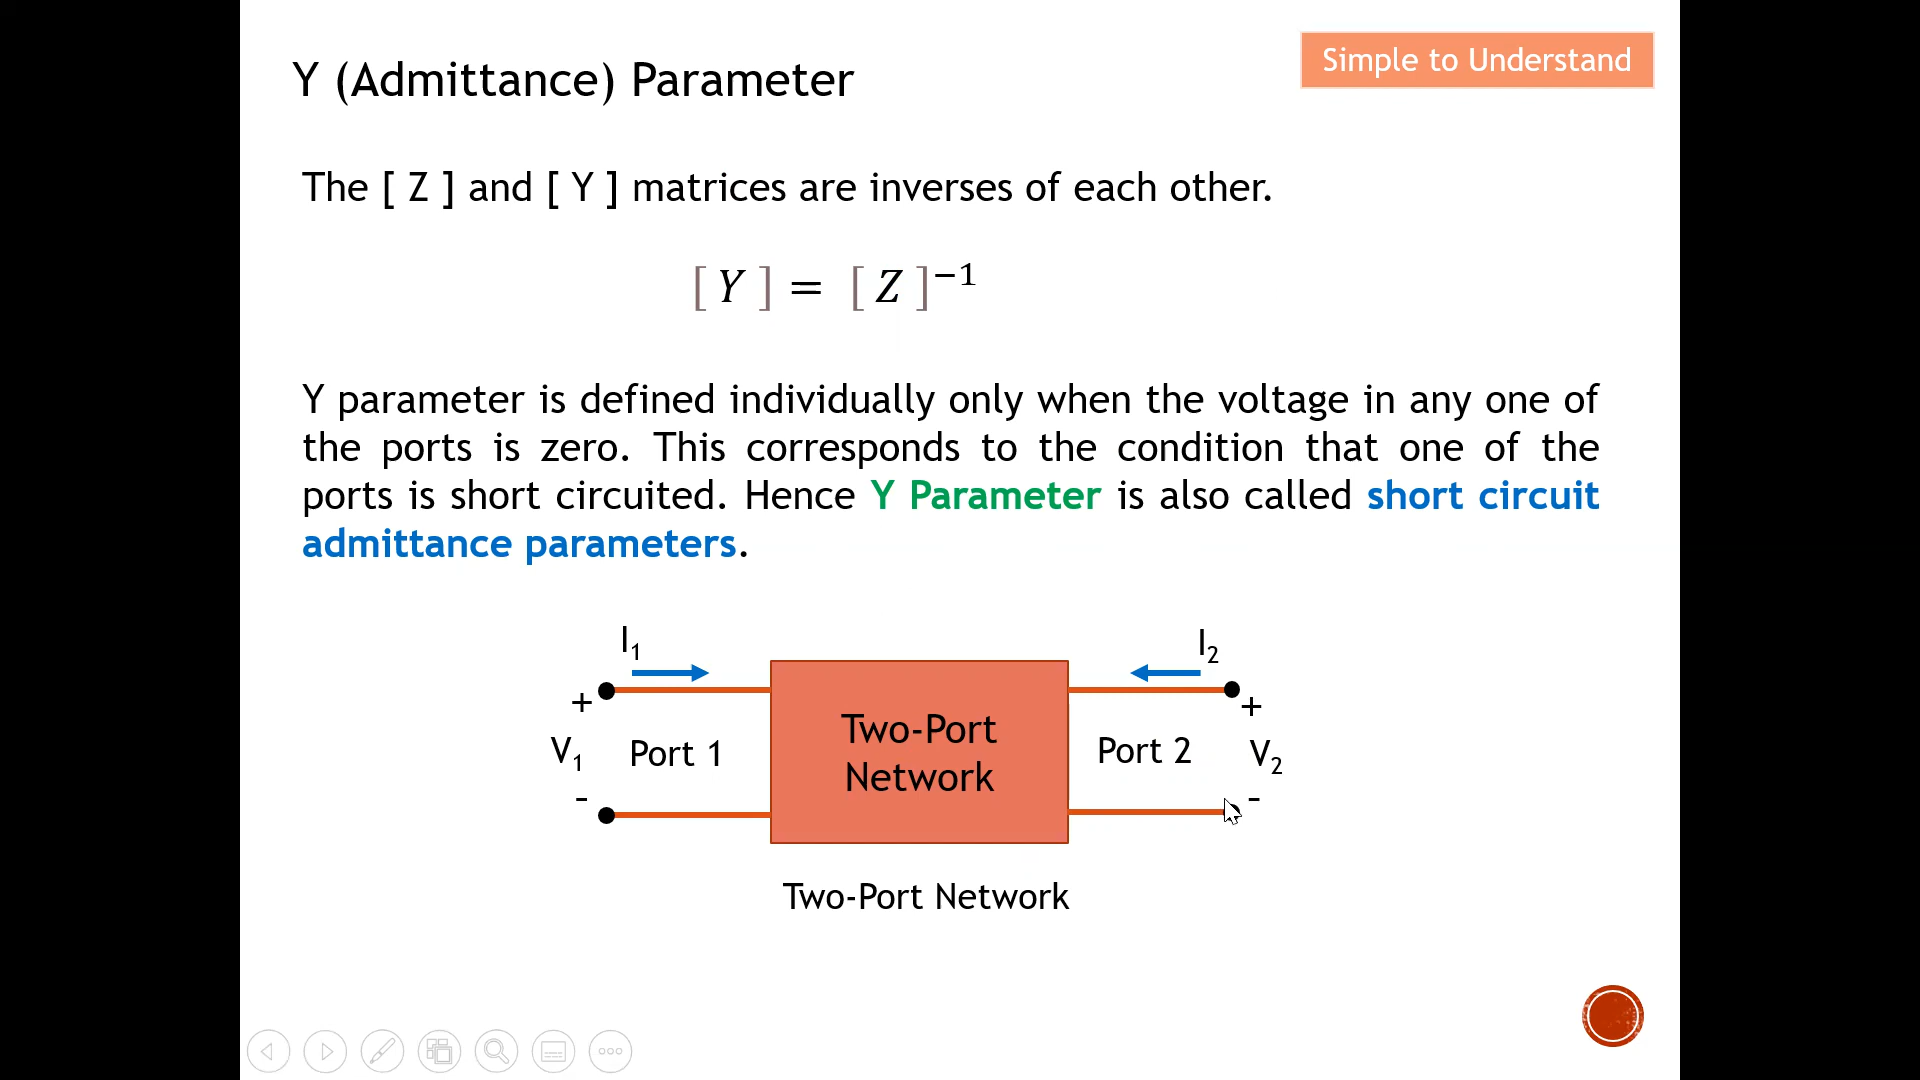 Simple to Understand
Y (Admittance) Parameter
The [ Z ] and [ Y ] matrices are inverses of each other.
[ Y ] = [ Z ]⁻¹
Y parameter is defined individually only when the voltage in any one of
the ports is zero. This corresponds to the condition that one of the
ports is short circuited. Hence Y Parameter is also called short circuit
admittance parameters.
I₁
I₂
+
+
V₁
Port 1
Two-Port
Network
Port 2
V₂
-
-
Two-Port Network